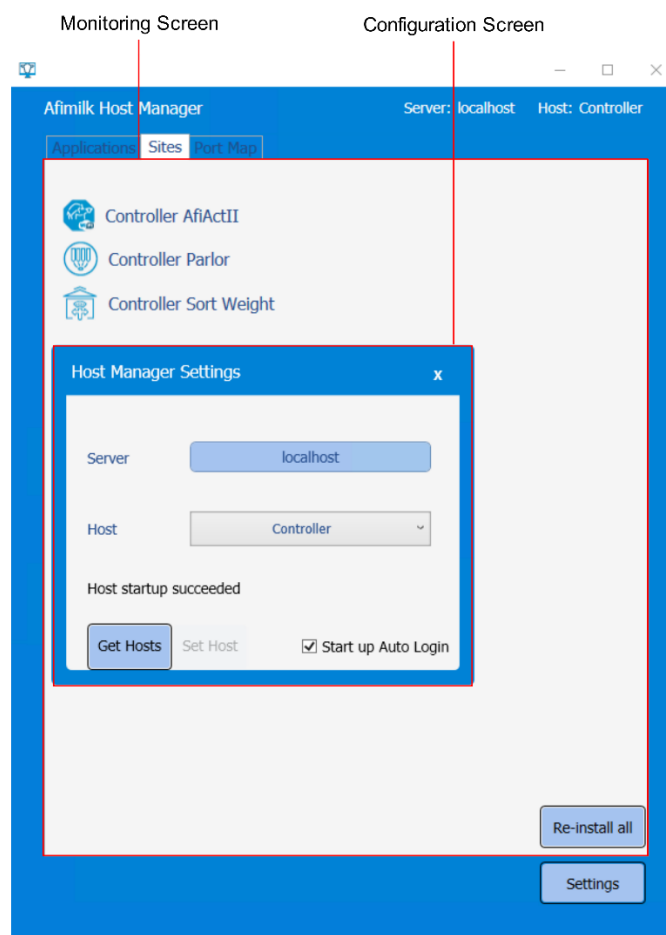 Monitoring Screen Configuration Screen
Afimilk Host Manager Server: localhost Host: Controller
Applications Sites Port Map
Controller AfiActII
Controller Parlor
Controller Sort Weight
Host Manager Settings x
Server localhost
Host Controller
Host startup succeeded
Get Hosts Set Host Start up Auto Login
Re-install all
Settings